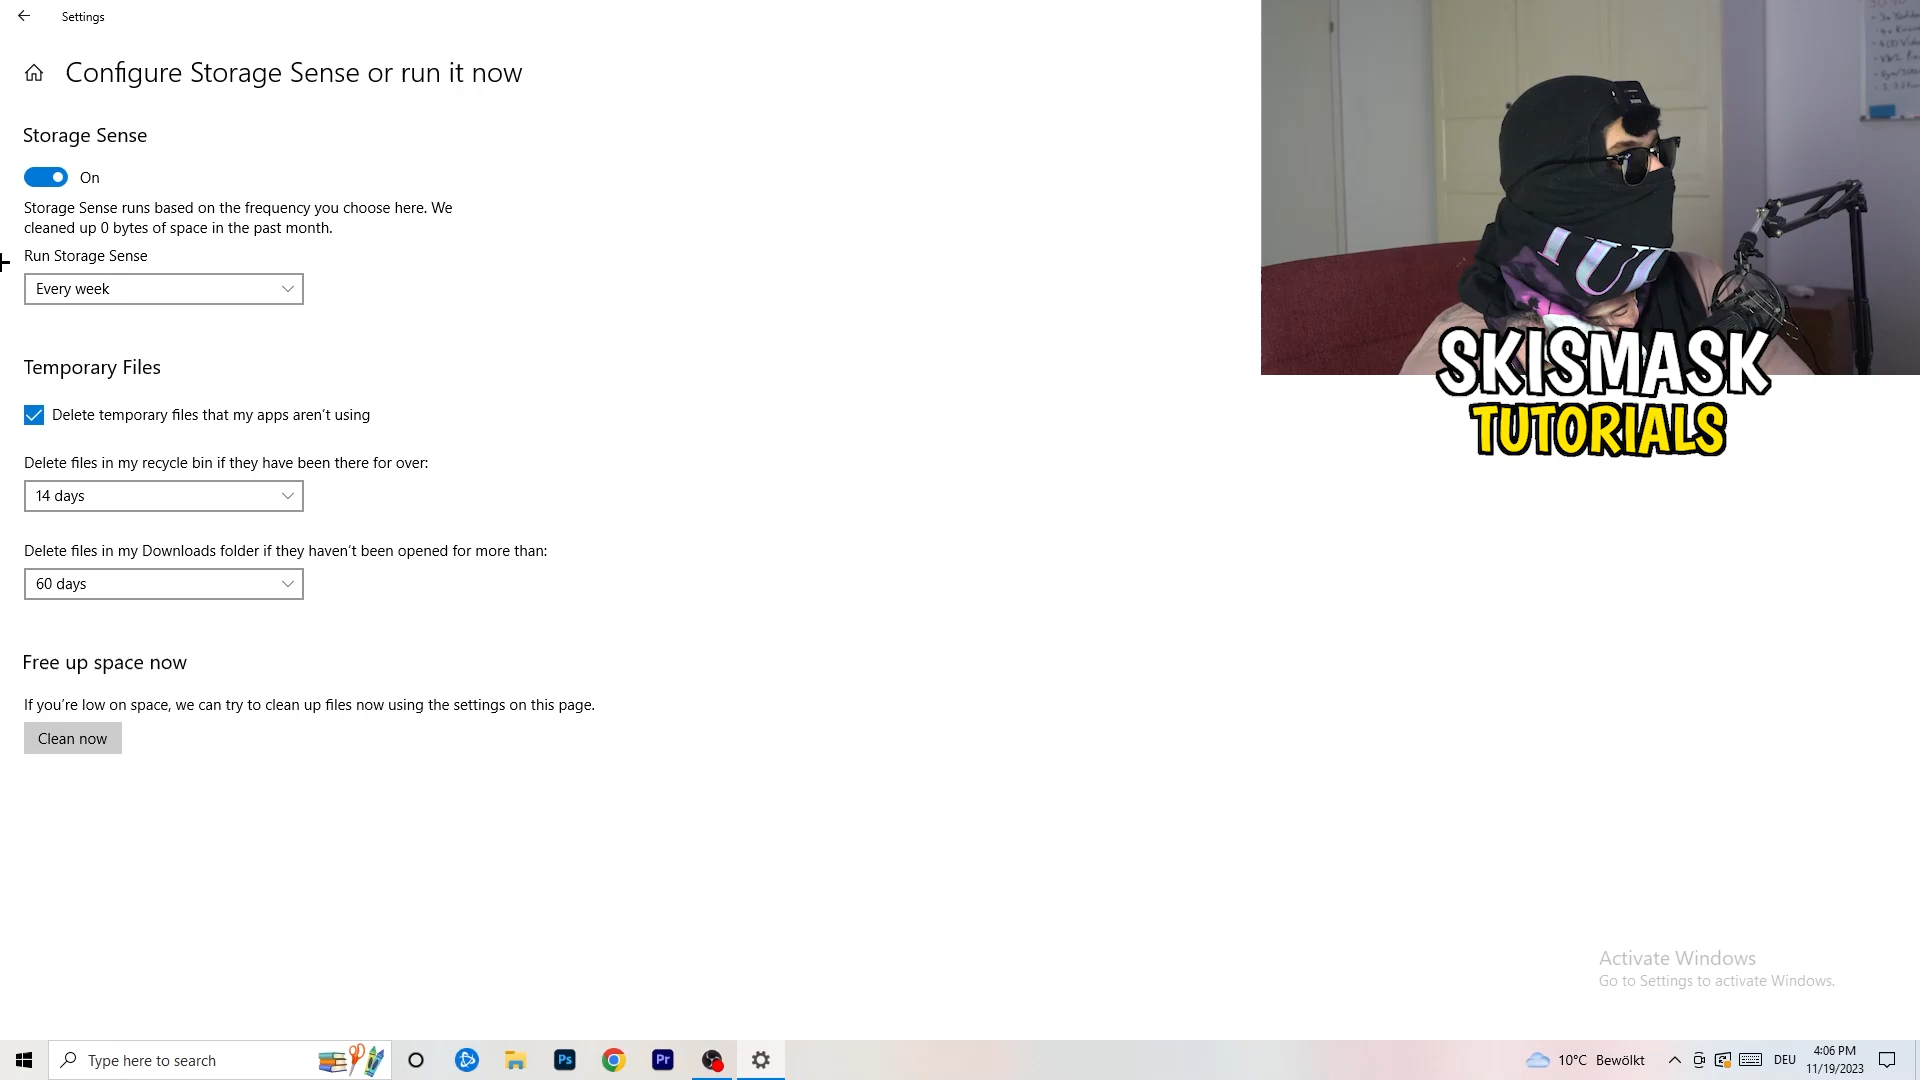 Settings
Configure Storage Sense or run it now
Storage Sense
On
Storage Sense runs based on the frequency you choose here. We
cleaned up 0 bytes of space in the past month.
Run Storage Sense
Every week
Temporary Files
Delete temporary files that my apps aren't using
Delete files in my recycle bin if they have been there for over:
14 days
Delete files in my Downloads folder if they haven't been opened for more than:
60 days
Free up space now
If you're low on space, we can try to clean up files now using the settings on this page.
Clean now
SKISMASK
TUTORIALS
Activate Windows
Go to Settings to activate Windows.
Type here to search
Ps
Pr
10°C Bewölkt
DEU
4:06 PM
11/19/2023